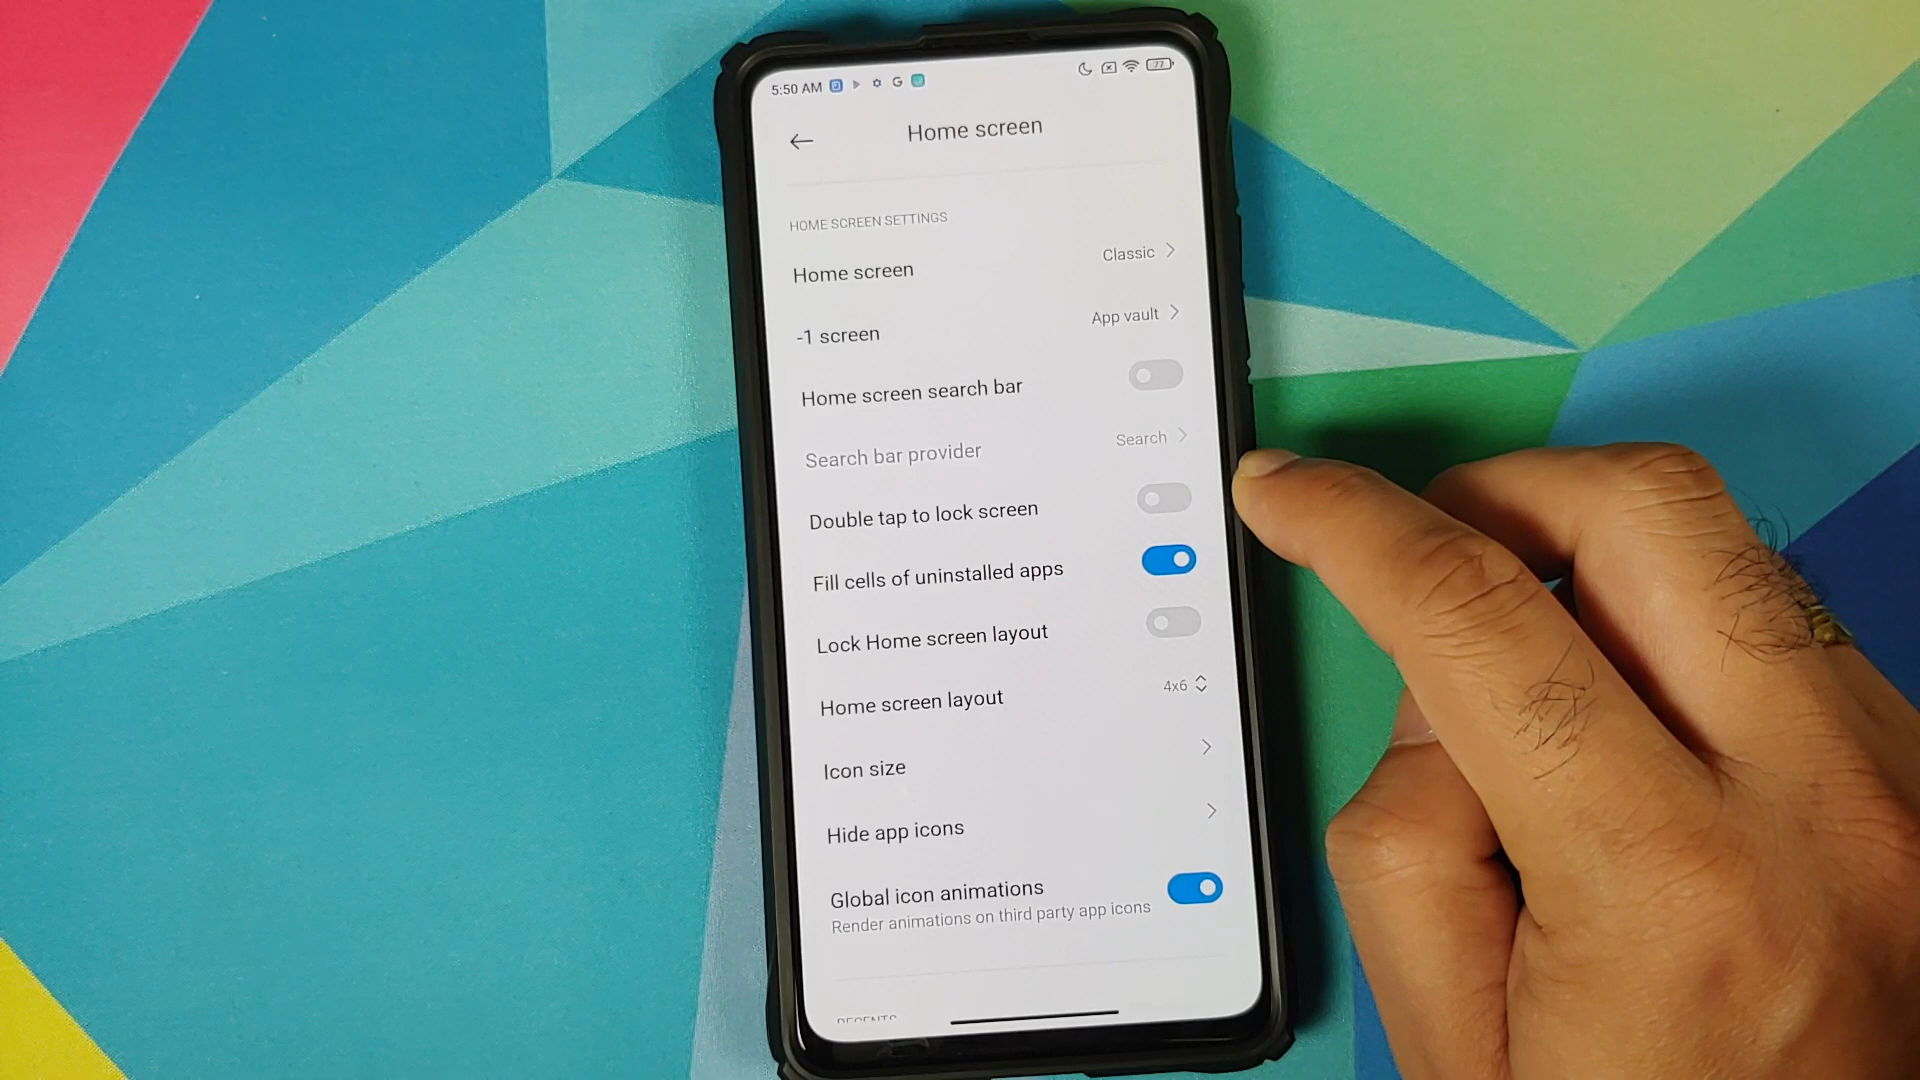 5:50 AM G 77
Home screen
HOME SCREEN SETTINGS
Home screen Classic
-1 screen App vault
Home screen search bar
Search bar provider Search
Double tap to lock screen
Fill cells of uninstalled apps
Lock Home screen layout
Home screen layout 4x6
Icon size
Hide app icons
Global icon animations
Render animations on third party app icons
RECENTS